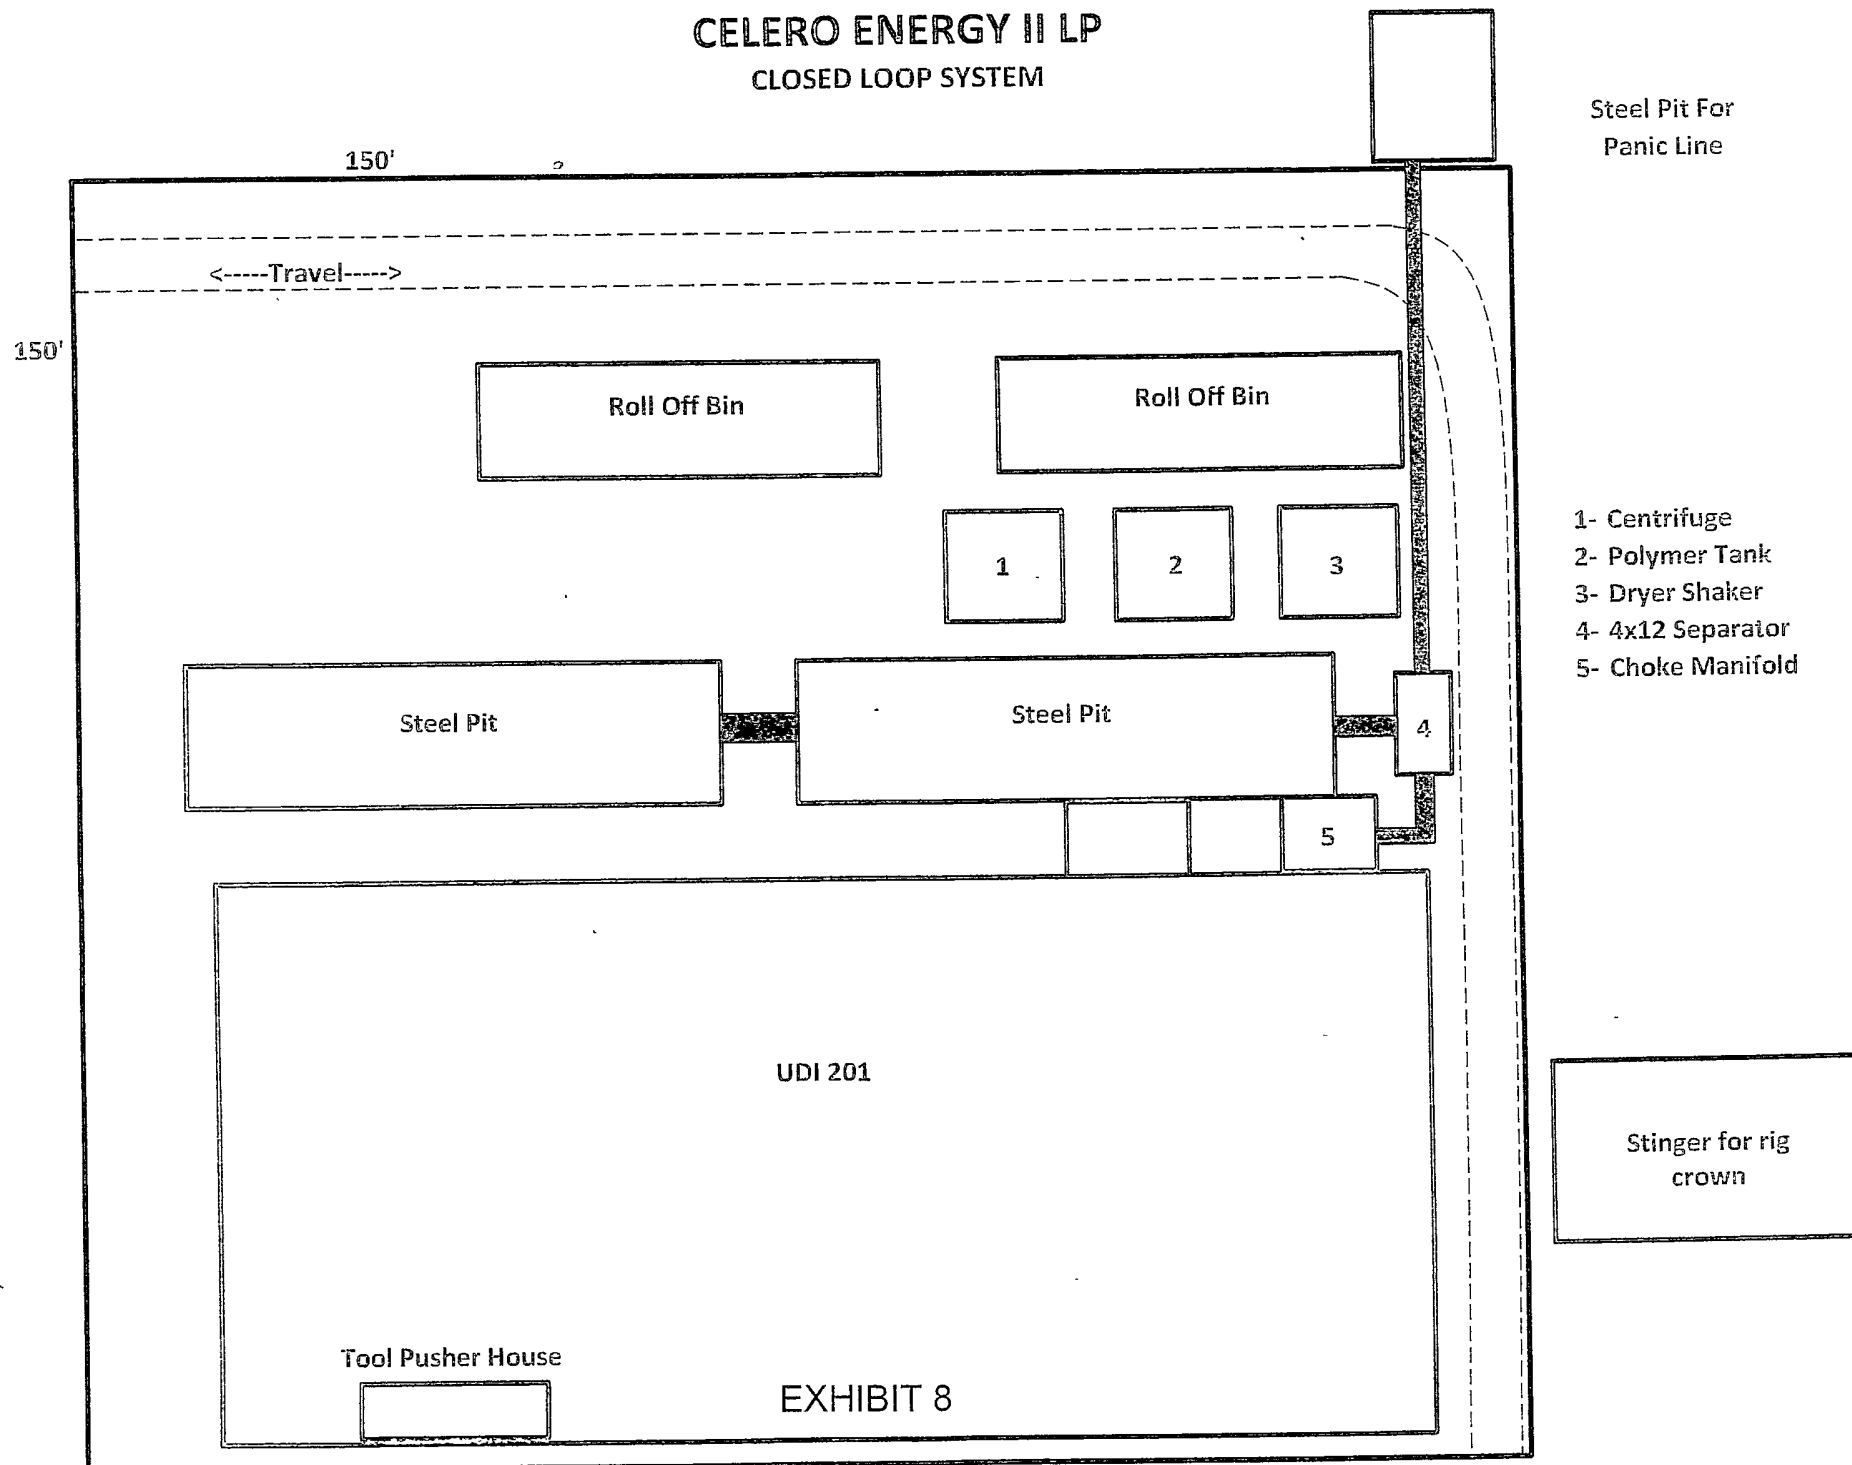 CELERO ENERGY II LP
CLOSED LOOP SYSTEM
Steel Pit For
Panic Line
150'
<-----Travel----->
150'
Roll Off Bin
Roll Off Bin
1
2
3
1- Centrifuge
2- Polymer Tank
3- Dryer Shaker
4- 4x12 Separator
5- Choke Manifold
Steel Pit
Steel Pit
4
5
UDI 201
Stinger for rig
crown
Tool Pusher House
EXHIBIT 8